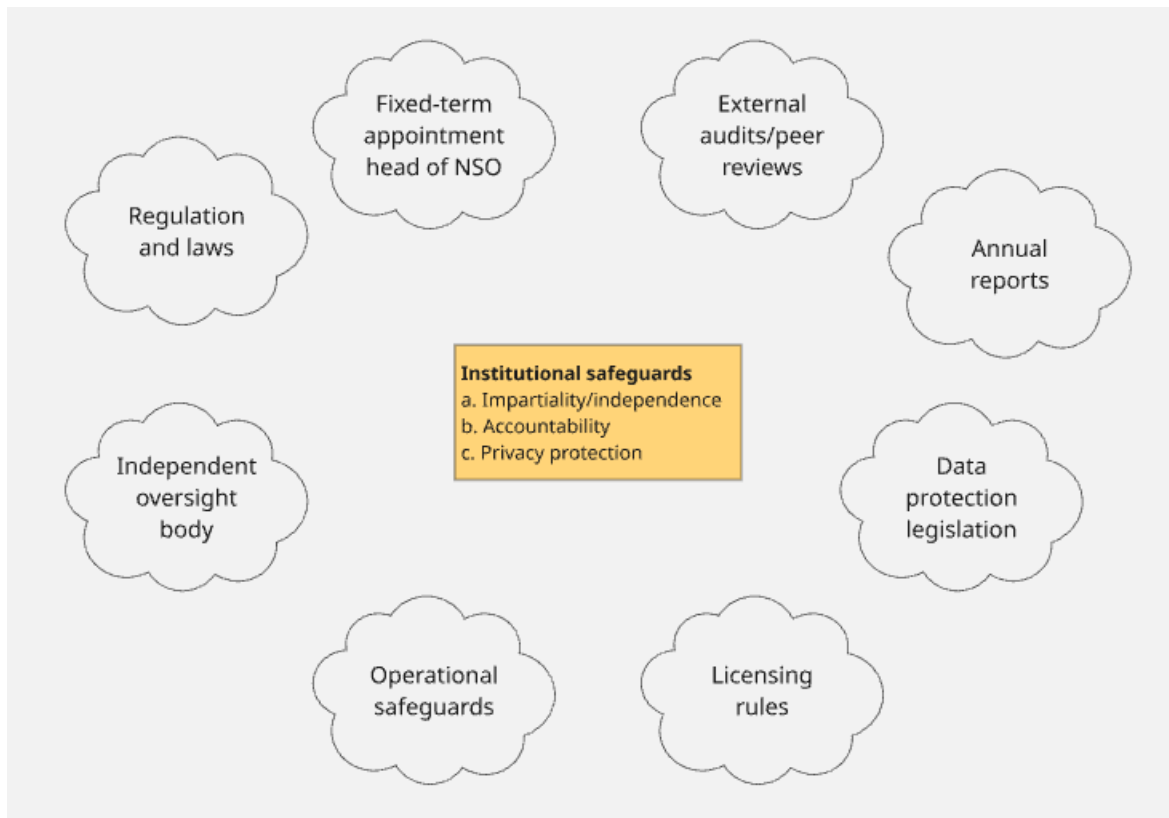 Fixed-term
appointment
head of NSO
External
audits/peer
reviews
Regulation
and laws
Annual
reports
Institutional safeguards
a. Impartiality/independence
b. Accountability
c. Privacy protection
Independent
oversight
body
Data
protection
legislation
Operational
safeguards
Licensing
rules